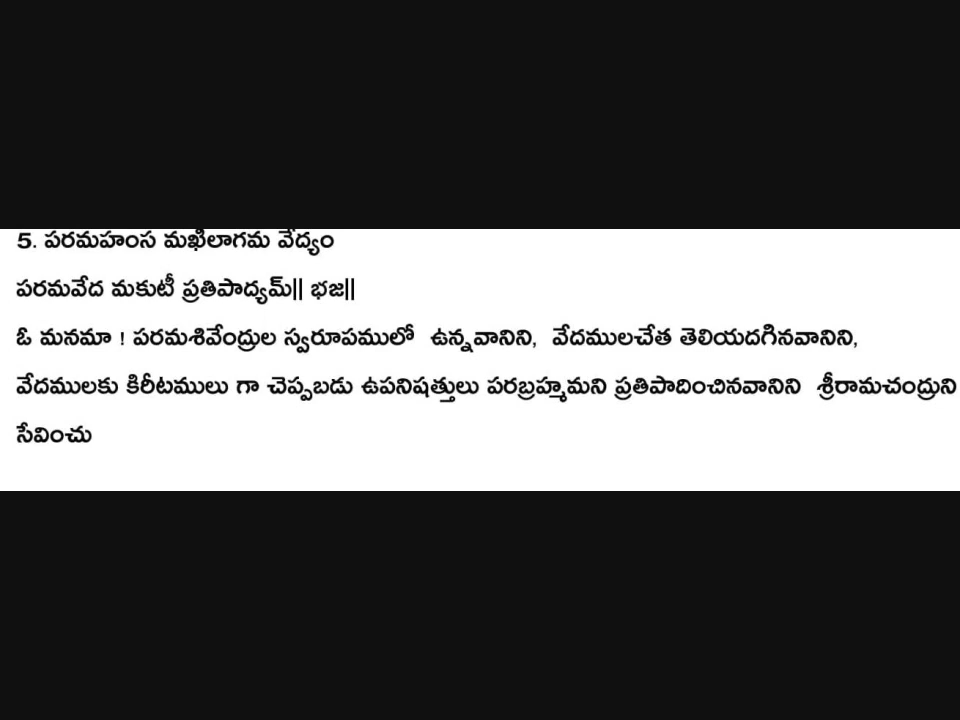 5. పరమహంస మఖిలాగమ వేద్యం
పరమవేద మకుటీ ప్రతిపాద్యమ్|| భజ||
ఓ మనమా ! పరమశివేంద్రుల స్వరూపములో ఉన్నవానిని, వేదములచేత తెలియదగినవానిని,
వేదములకు కిరీటములు గా చెప్పబడు ఉపనిషత్తులు పరబ్రహ్మమని ప్రతిపాదించినవానిని శ్రీరామచంద్రుని
సేవించు